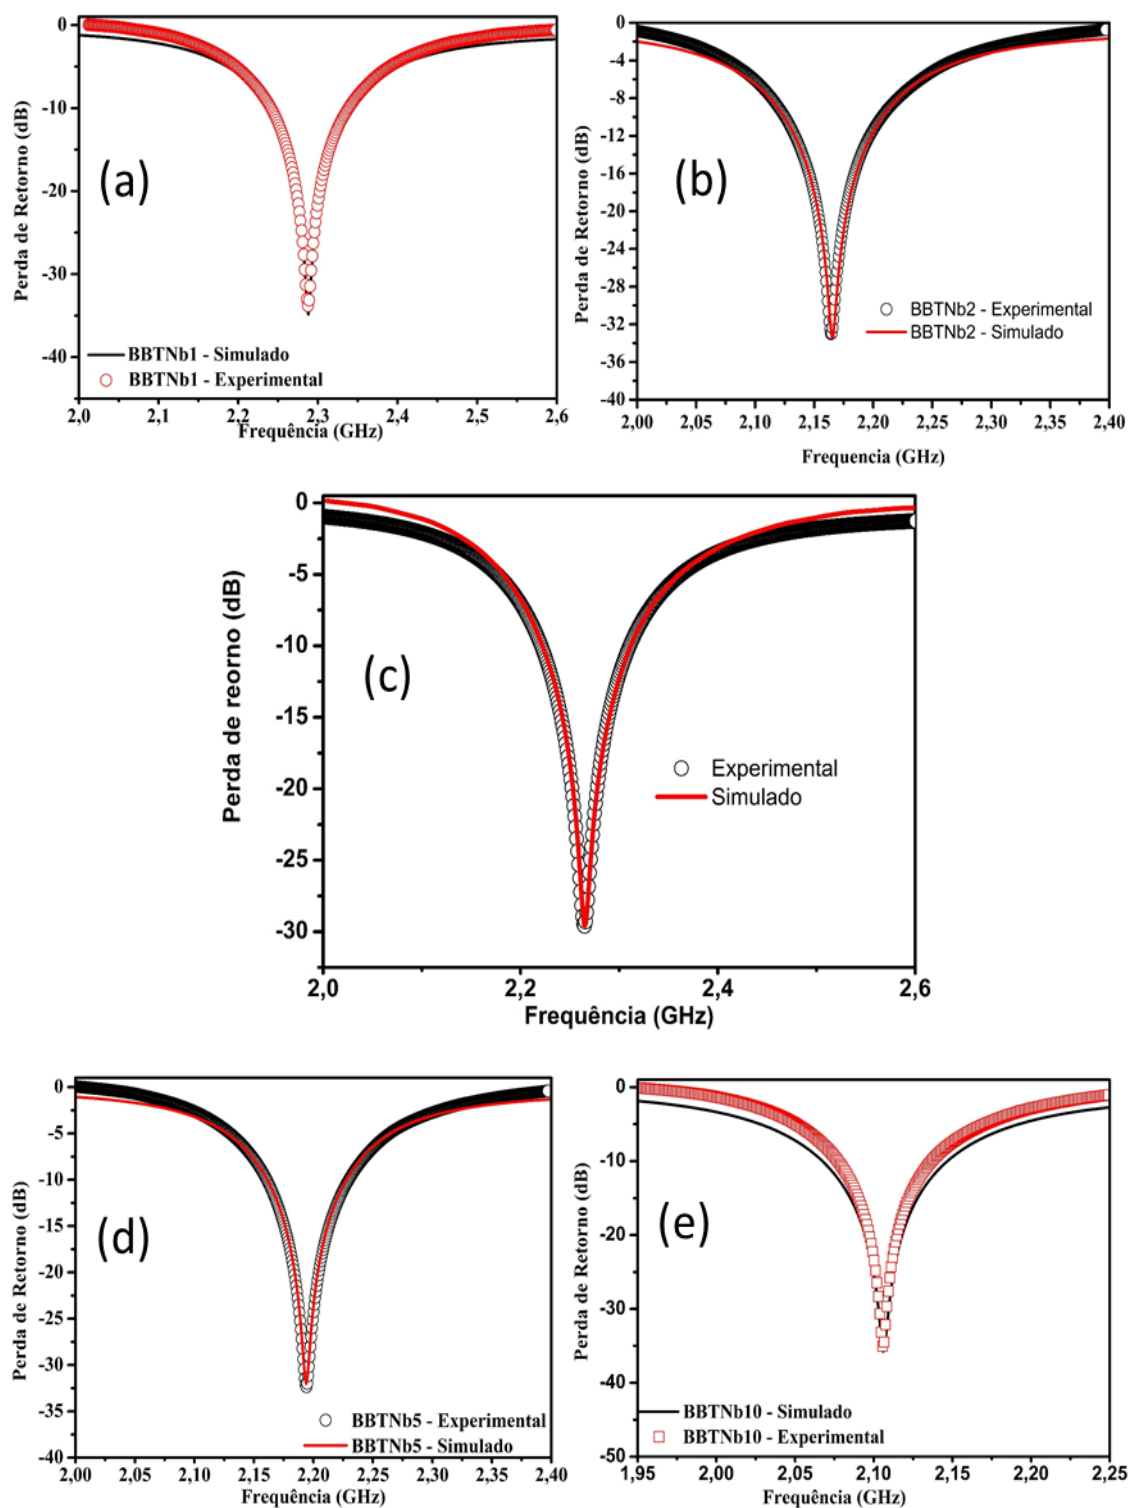 0
-10
-20
-30
-40
Perda de Retorno (dB)
(a)
BBTNb1 - Simulado
BBTNb1 - Experimental
2,0 2,1 2,2 2,3 2,4 2,5 2,6
Frequência (GHz)
0
-4
-8
-12
-16
-20
-24
-28
-32
-36
-40
Perda de Retorno (dB)
(b)
BBTNb2 - Experimental
BBTNb2 - Simulado
2,00 2,05 2,10 2,15 2,20 2,25 2,30 2,35 2,40
Frequencia (GHz)
0
-5
-10
-15
-20
-25
-30
Perda de reorno (dB)
(c)
Experimental
Simulado
2,0 2,2 2,4 2,6
Frequência (GHz)
0
-5
-10
-15
-20
-25
-30
-35
-40
Perda de Retorno (dB)
(d)
BBTNb5 - Experimental
BBTNb5 - Simulado
2,00 2,05 2,10 2,15 2,20 2,25 2,30 2,35 2,40
Frequência (GHz)
0
-10
-20
-30
-40
-50
Perda de Retorno (dB)
(e)
BBTNb10 - Simulado
BBTNb10 - Experimental
1,95 2,00 2,05 2,10 2,15 2,20 2,25
Frequência (GHz)